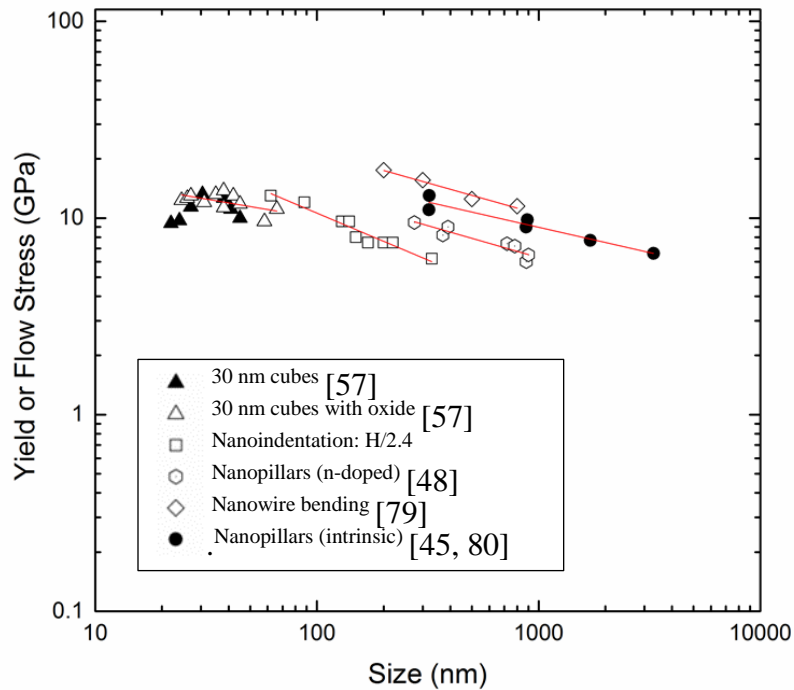 100
10
1
0.1
Yield or Flow Stress (GPa)
30 nm cubes [57]
30 nm cubes with oxide [57]
Nanoindentation: H/2.4
Nanopillars (n-doped) [48]
Nanowire bending [79]
. Nanopillars (intrinsic) [45, 80]
10 100 1000 10000
Size (nm)